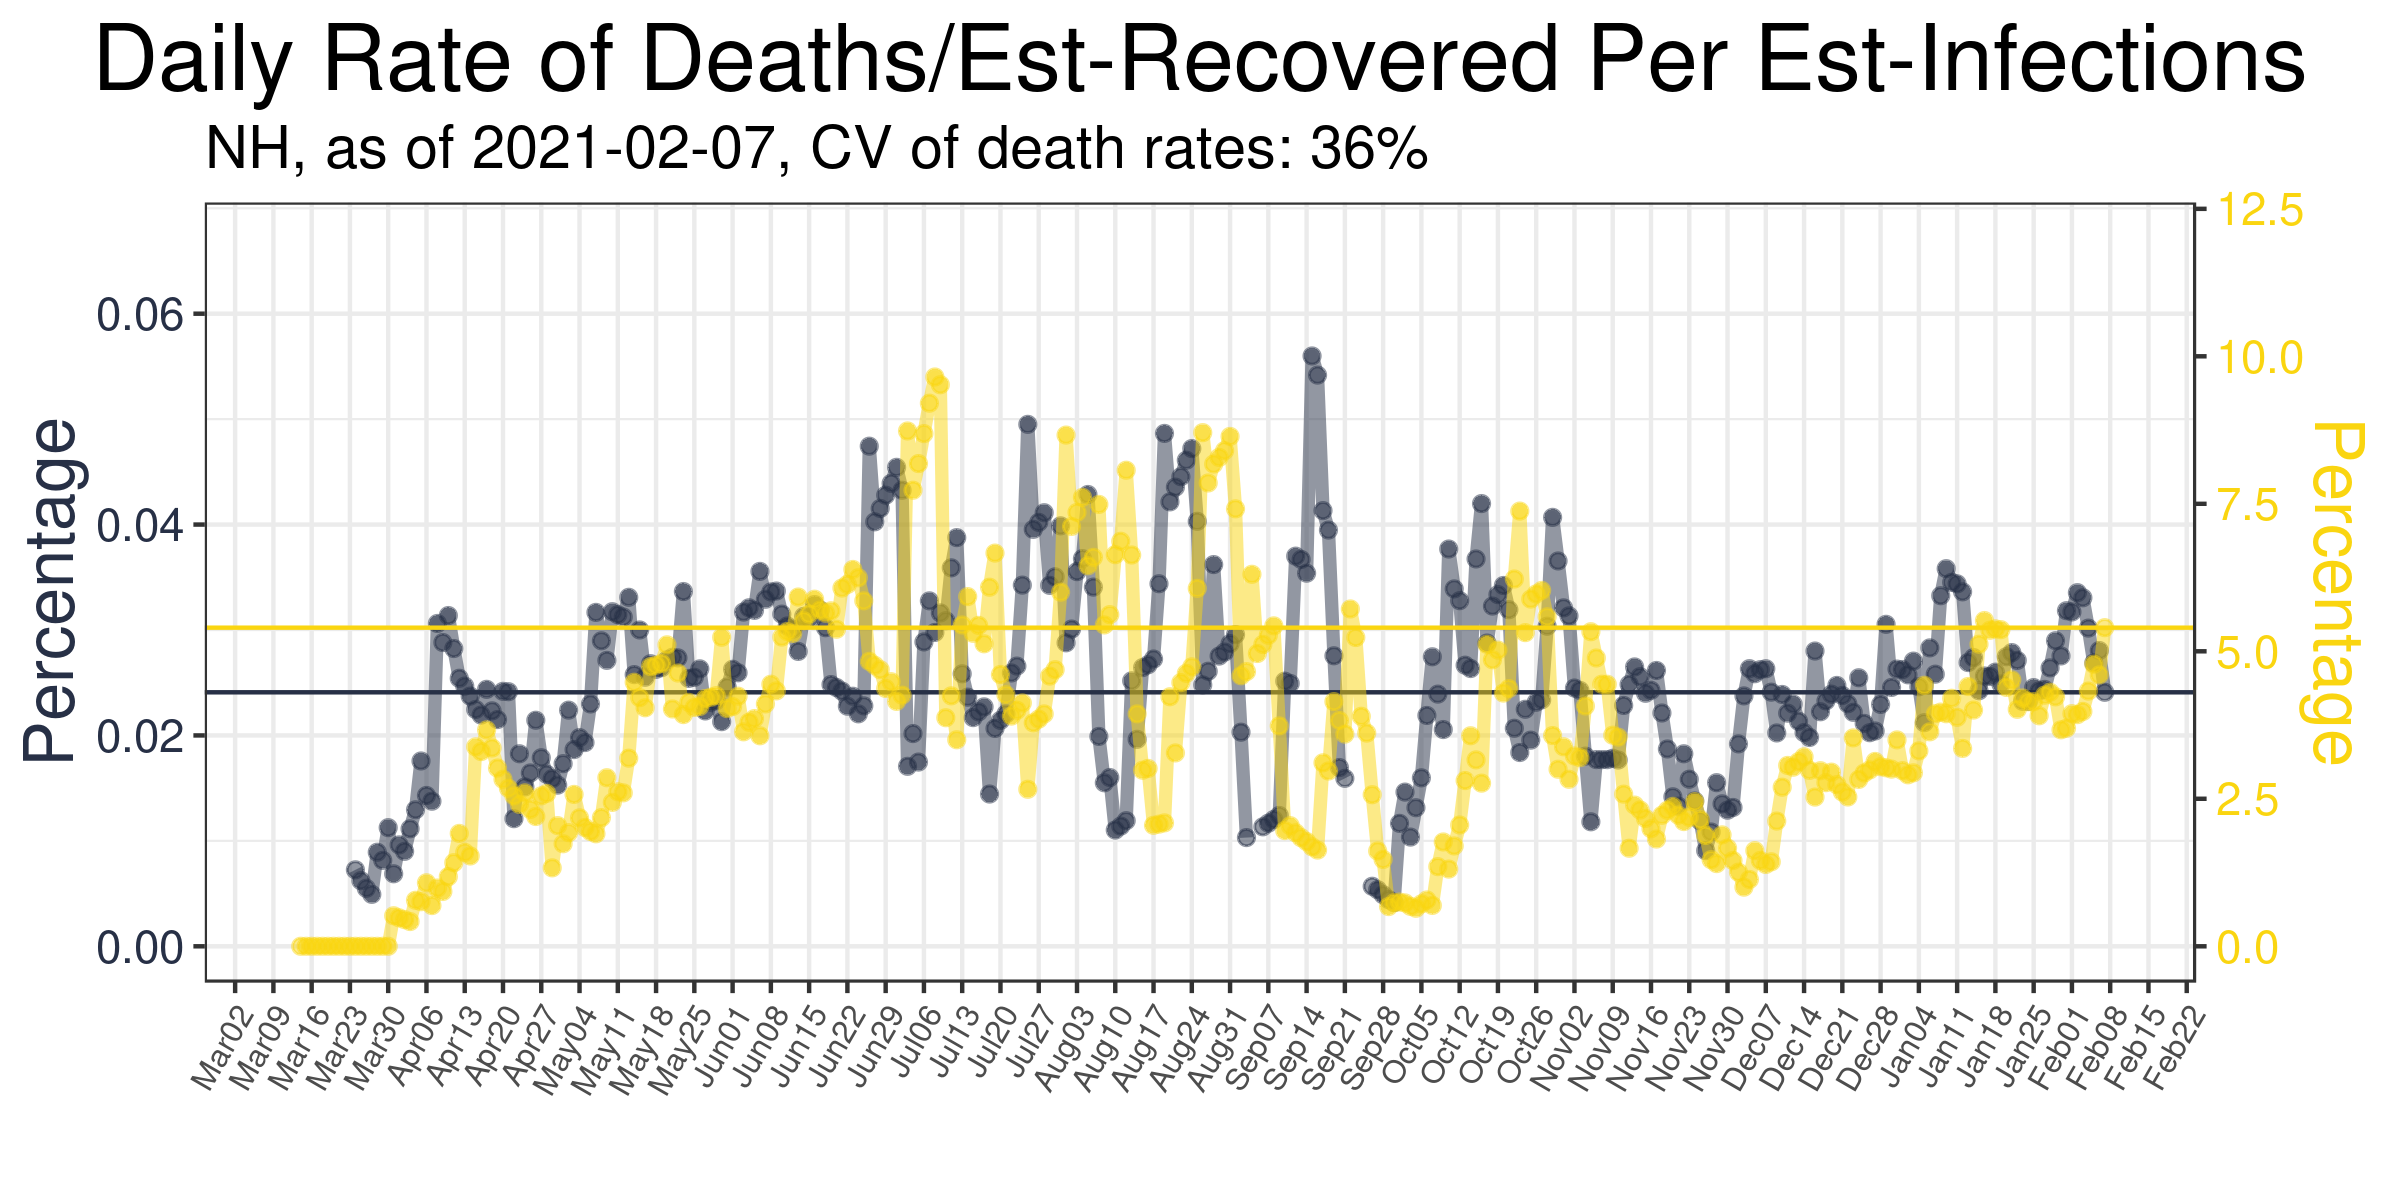 Daily Rate of Deaths/Est-Recovered Per Est-Infections
NH, as of 2021-02-07, CV of death rates: 36%
Percentage
0.06
0.04
0.02
0.00
12.5
10.0
7.5
5.0
2.5
0.0
Percentage
Mar02
Mar09
Mar16
Mar23
Mar30
Apr06
Apr13
Apr20
Apr27
May04
May11
May18
May25
Jun01
Jun08
Jun15
Jun22
Jun29
Jul06
Jul13
Jul20
Jul27
Aug03
Aug10
Aug17
Aug24
Aug31
Sep07
Sep14
Sep21
Sep28
Oct05
Oct12
Oct19
Oct26
Nov02
Nov09
Nov16
Nov23
Nov30
Dec07
Dec14
Dec21
Dec28
Jan04
Jan11
Jan18
Jan25
Feb01
Feb08
Feb15
Feb22